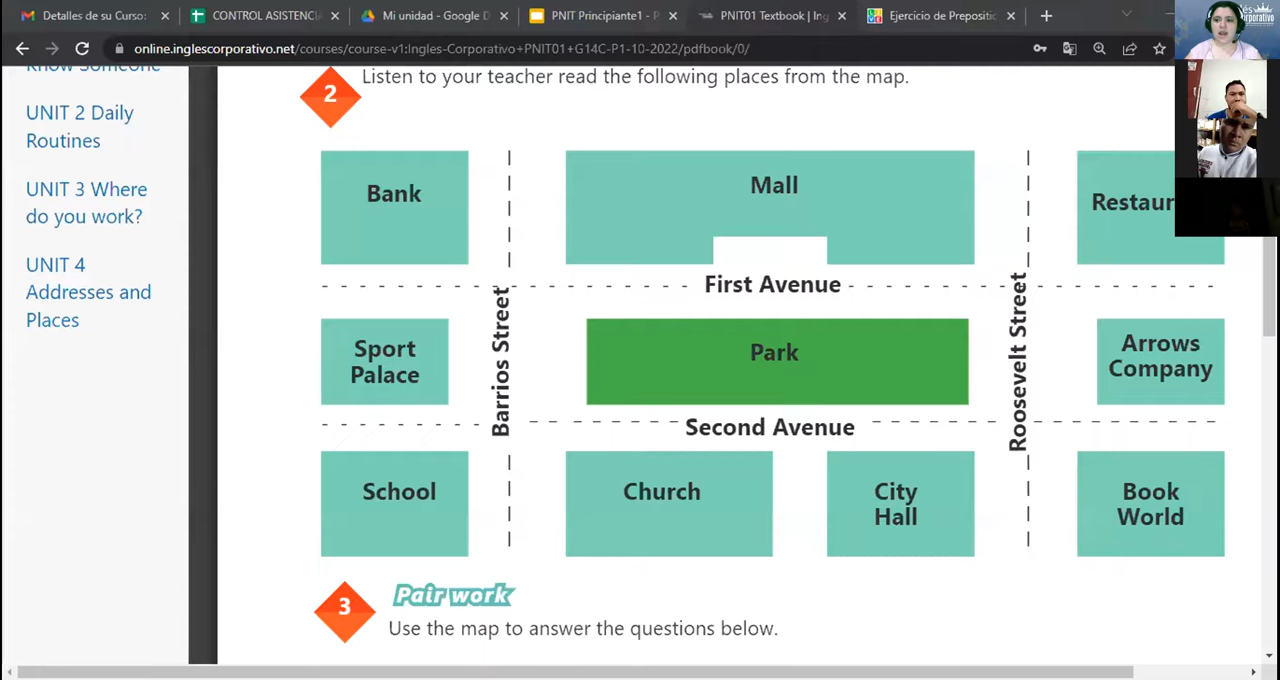 Detalles de su Curso:
CONTROL ASISTENCI
Mi unidad - Google D
PNIT Principiante1 - P
PNIT01 Textbook | Ing
Ejercicio de Preposic
online.inglescorporativo.net/courses/course-v1:Ingles-Corporativo+PNIT01+G14C-P1-10-2022/pdfbook/0/
Know Someone
UNIT 2 Daily
Routines
UNIT 3 Where
do you work?
UNIT 4
Addresses and
Places
2
Listen to your teacher read the following places from the map.
Bank
Mall
Restaur
First Avenue
Barrios Street
Roosevelt Street
Sport
Palace
Park
Arrows
Company
Second Avenue
School
Church
City
Hall
Book
World
3
Pair work
Use the map to answer the questions below.